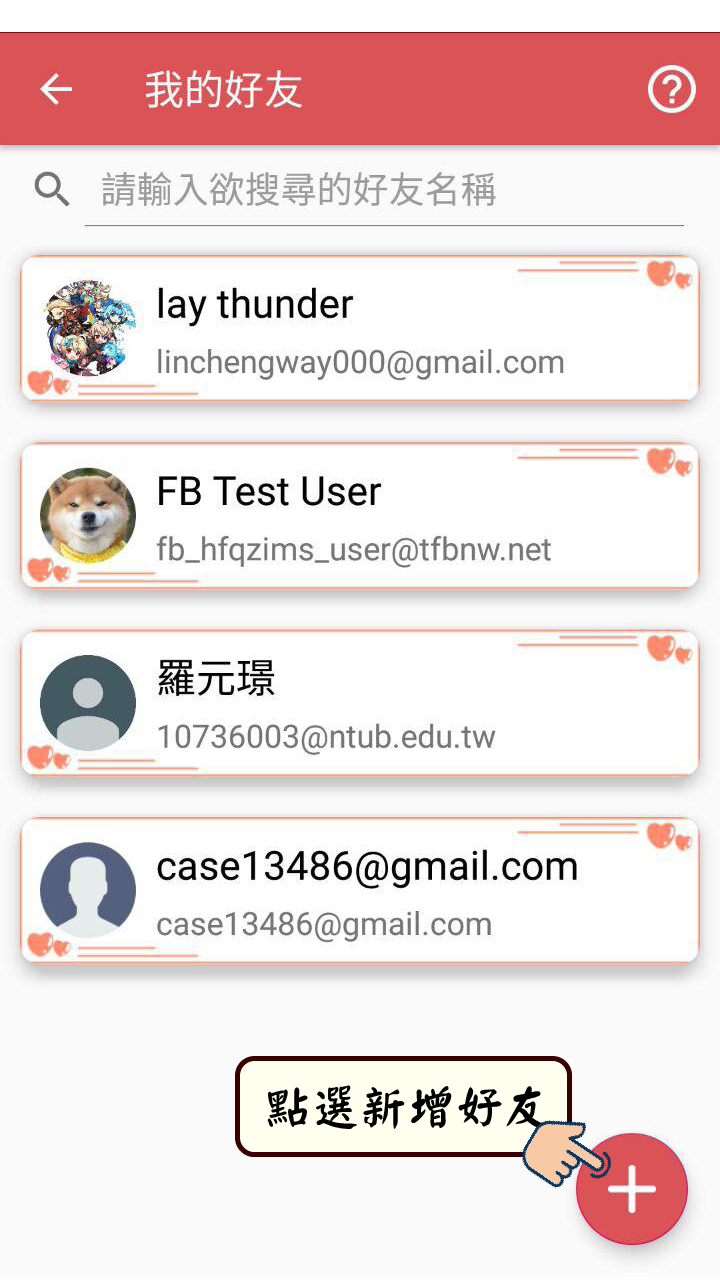 我的好友
請輸入欲搜尋的好友名稱
lay thunder
linchengway000@gmail.com
FB Test User
fb_hfqzims_user@tfbnw.net
羅元璟
10736003@ntub.edu.tw
case13486@gmail.com
case13486@gmail.com
點選新增好友